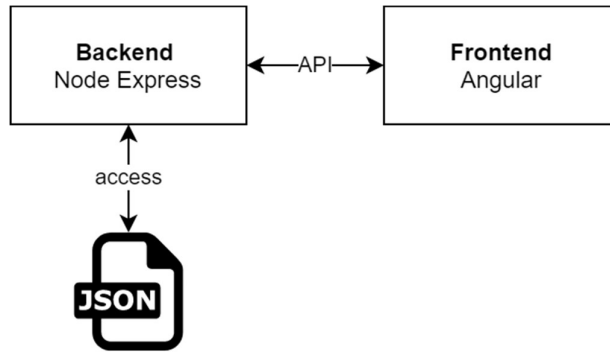 Backend
Node Express
API
Frontend
Angular
access
JSON